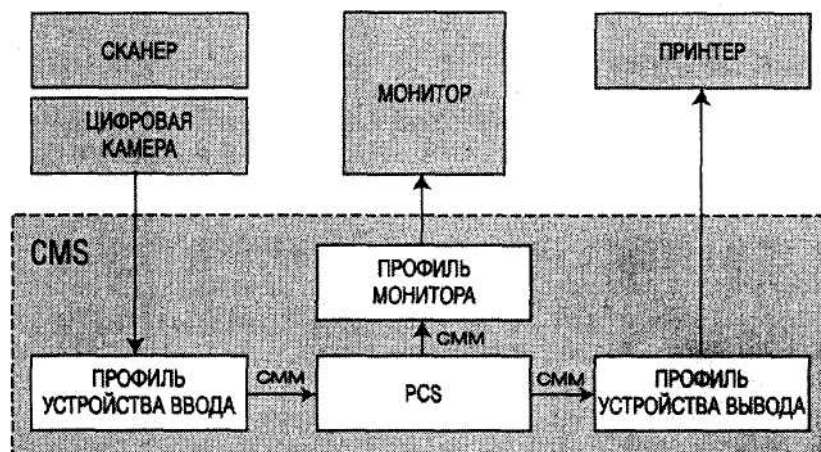 СКАНЕР
ЦИФРОВАЯ
КАМЕРА
МОНИТОР
ПРИНТЕР
CMS
ПРОФИЛЬ
МОНИТОРА
CMM
ПРОФИЛЬ
УСТРОЙСТВА ВВОДА
CMM
PCS
CMM
ПРОФИЛЬ
УСТРОЙСТВА ВЫВОДА